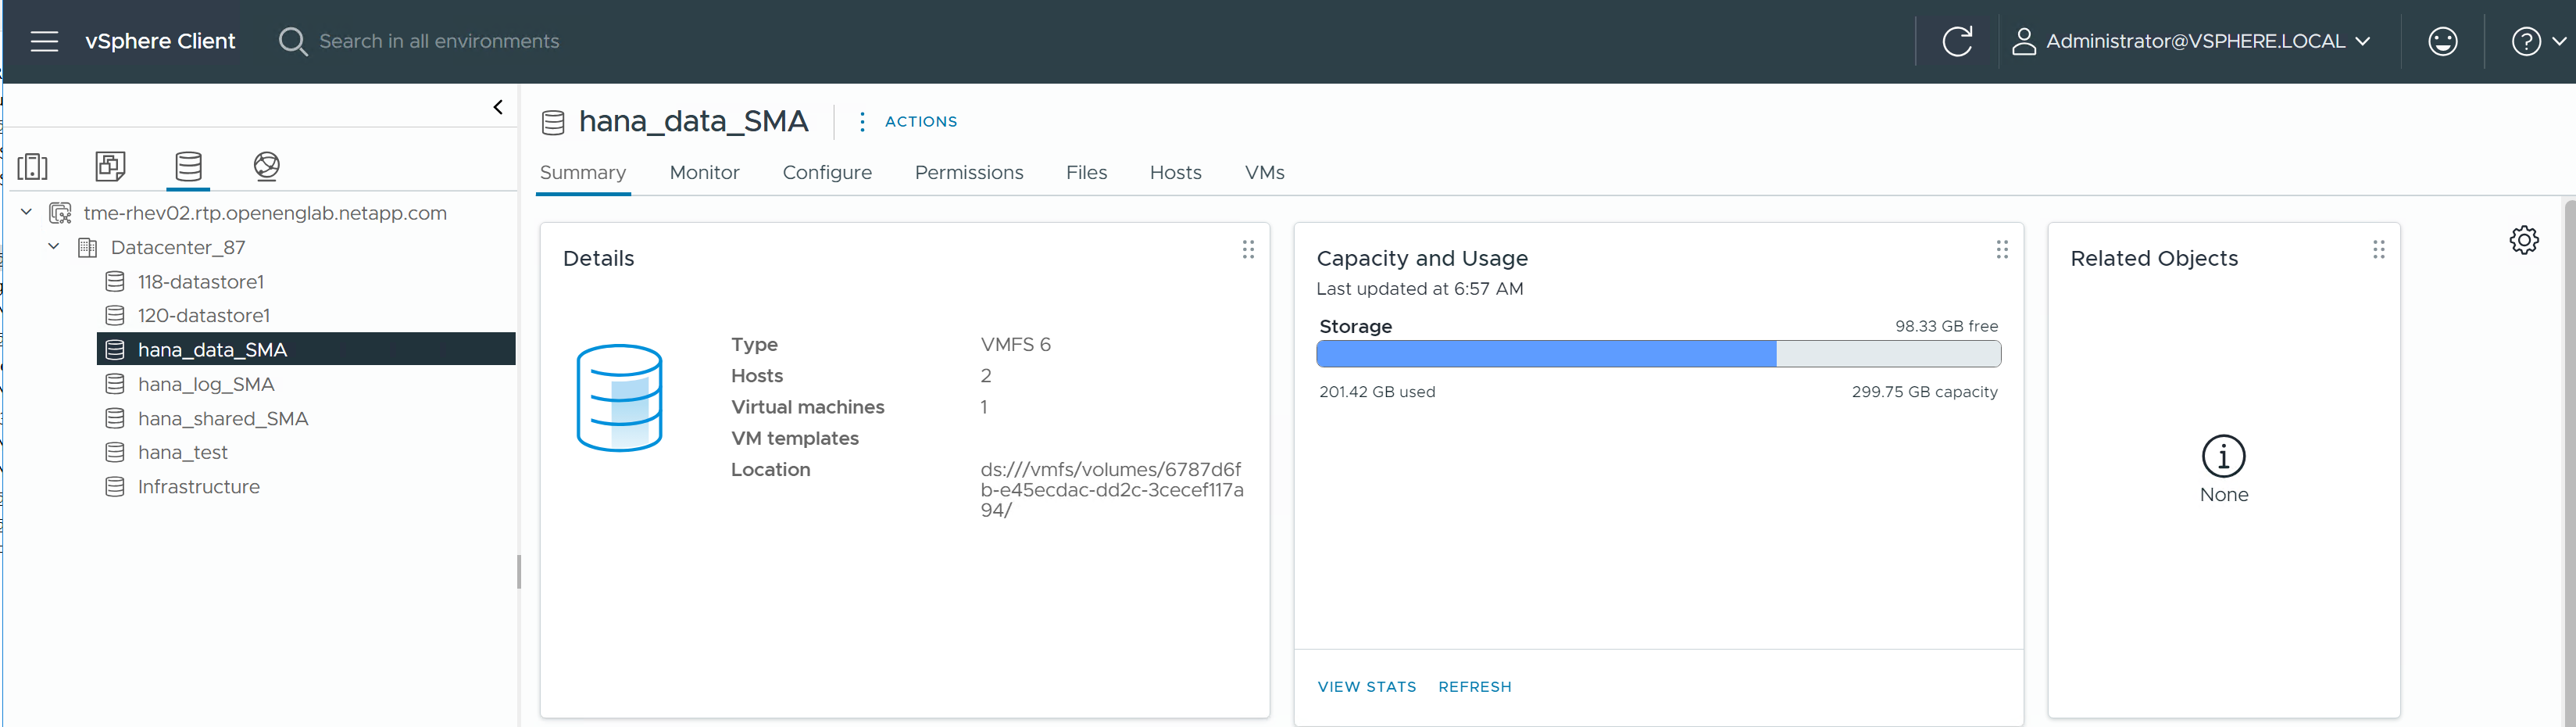 vSphere Client
Search in all environments
Administrator@VSPHERE.LOCAL
tme-rhev02.rtp.openenglab.netapp.com
Datacenter_87
118-datastore1
120-datastore1
hana_data_SMA
hana_log_SMA
hana_shared_SMA
hana_test
Infrastructure
hana_data_SMA
ACTIONS
Summary Monitor Configure Permissions Files Hosts VMs
Details
Type VMFS 6
Hosts 2
Virtual machines 1
VM templates
Location ds:///vmfs/volumes/6787d6f
b-e45ecdac-dd2c-3cecef117a
94/
Capacity and Usage
Last updated at 6:57 AM
Storage 98.33 GB free
201.42 GB used 299.75 GB capacity
VIEW STATS REFRESH
Related Objects
None